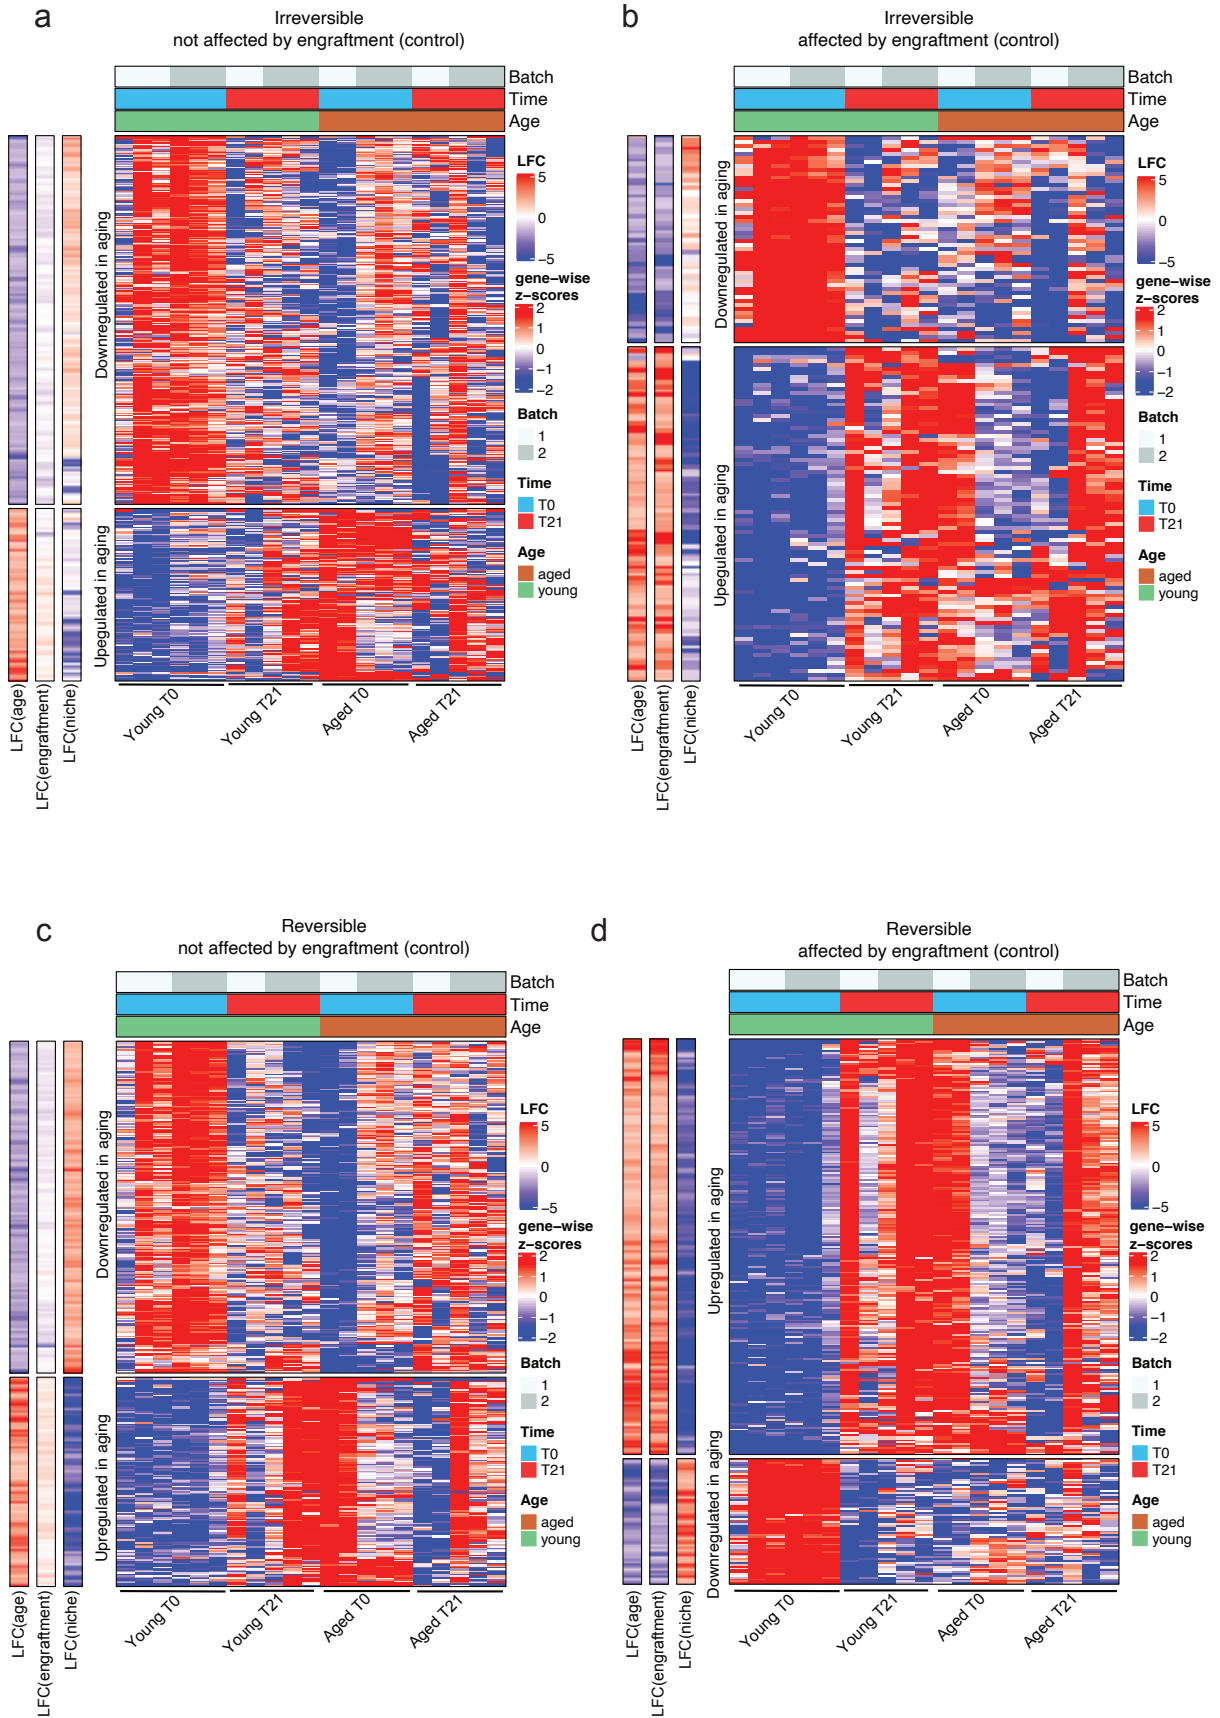 a
Irreversible
not affected by engraftment (control)
Batch
Time
Age
Downregulated in aging
Upegulated in aging
LFC
5
0
−5
gene−wise
z−scores
2
1
0
−1
−2
Batch
1
2
Time
T0
T21
Age
aged
young
LFC(age)
LFC(engraftment)
LFC(niche)
Young T0
Young T21
Aged T0
Aged T21
b
Irreversible
affected by engraftment (control)
Batch
Time
Age
Downregulated in aging
Upegulated in aging
LFC
5
0
−5
gene−wise
z−scores
2
1
0
−1
−2
Batch
1
2
Time
T0
T21
Age
aged
young
LFC(age)
LFC(engraftment)
LFC(niche)
Young T0
Young T21
Aged T0
Aged T21
c
Reversible
not affected by engraftment (control)
Batch
Time
Age
Downregulated in aging
Upregulated in aging
LFC
5
0
−5
gene−wise
z−scores
2
1
0
−1
−2
Batch
1
2
Time
T0
T21
Age
aged
young
LFC(age)
LFC(engraftment)
LFC(niche)
Young T0
Young T21
Aged T0
Aged T21
d
Reversible
affected by engraftment (control)
Batch
Time
Age
Upregulated in aging
Downregulated in aging
LFC
5
0
−5
gene−wise
z−scores
2
1
0
−1
−2
Batch
1
2
Time
T0
T21
Age
aged
young
LFC(age)
LFC(engraftment)
LFC(niche)
Young T0
Young T21
Aged T0
Aged T21